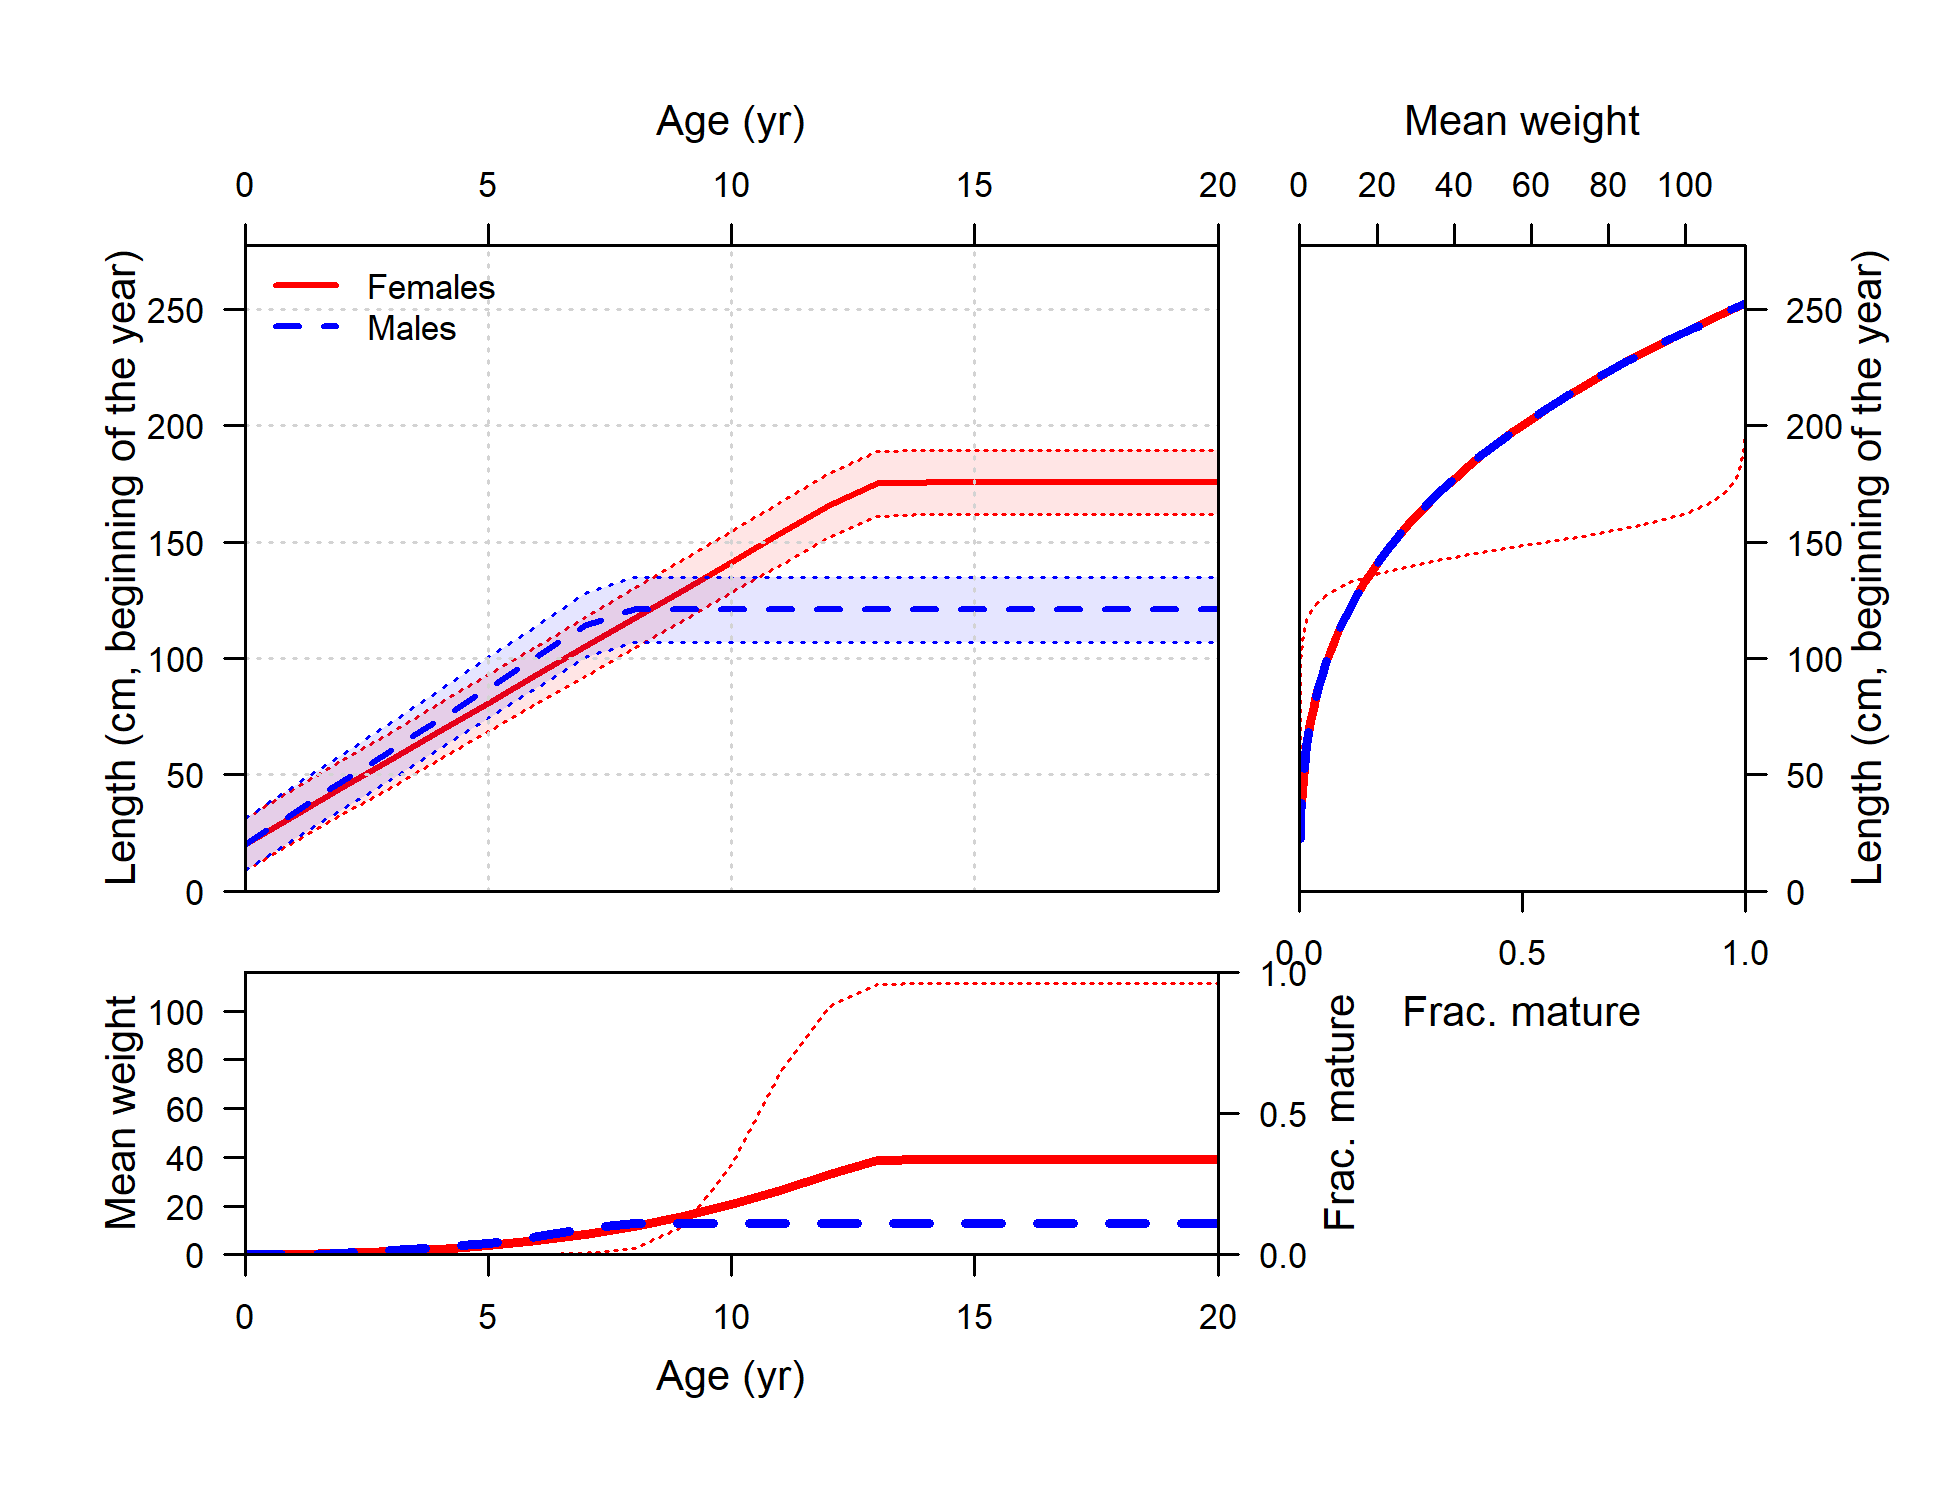 Age (yr)
Mean weight
0 5 10 15 20
0 20 40 60 80 100
Length (cm, beginning of the year)
250
200
150
100
50
0
Females
Males
250
200
150
100
50
0
Length (cm, beginning of the year)
0.0 0.5 1.0
Frac. mature
Mean weight
100
80
60
40
20
0
1.0
0.5
0.0
Frac. mature
0 5 10 15 20
Age (yr)